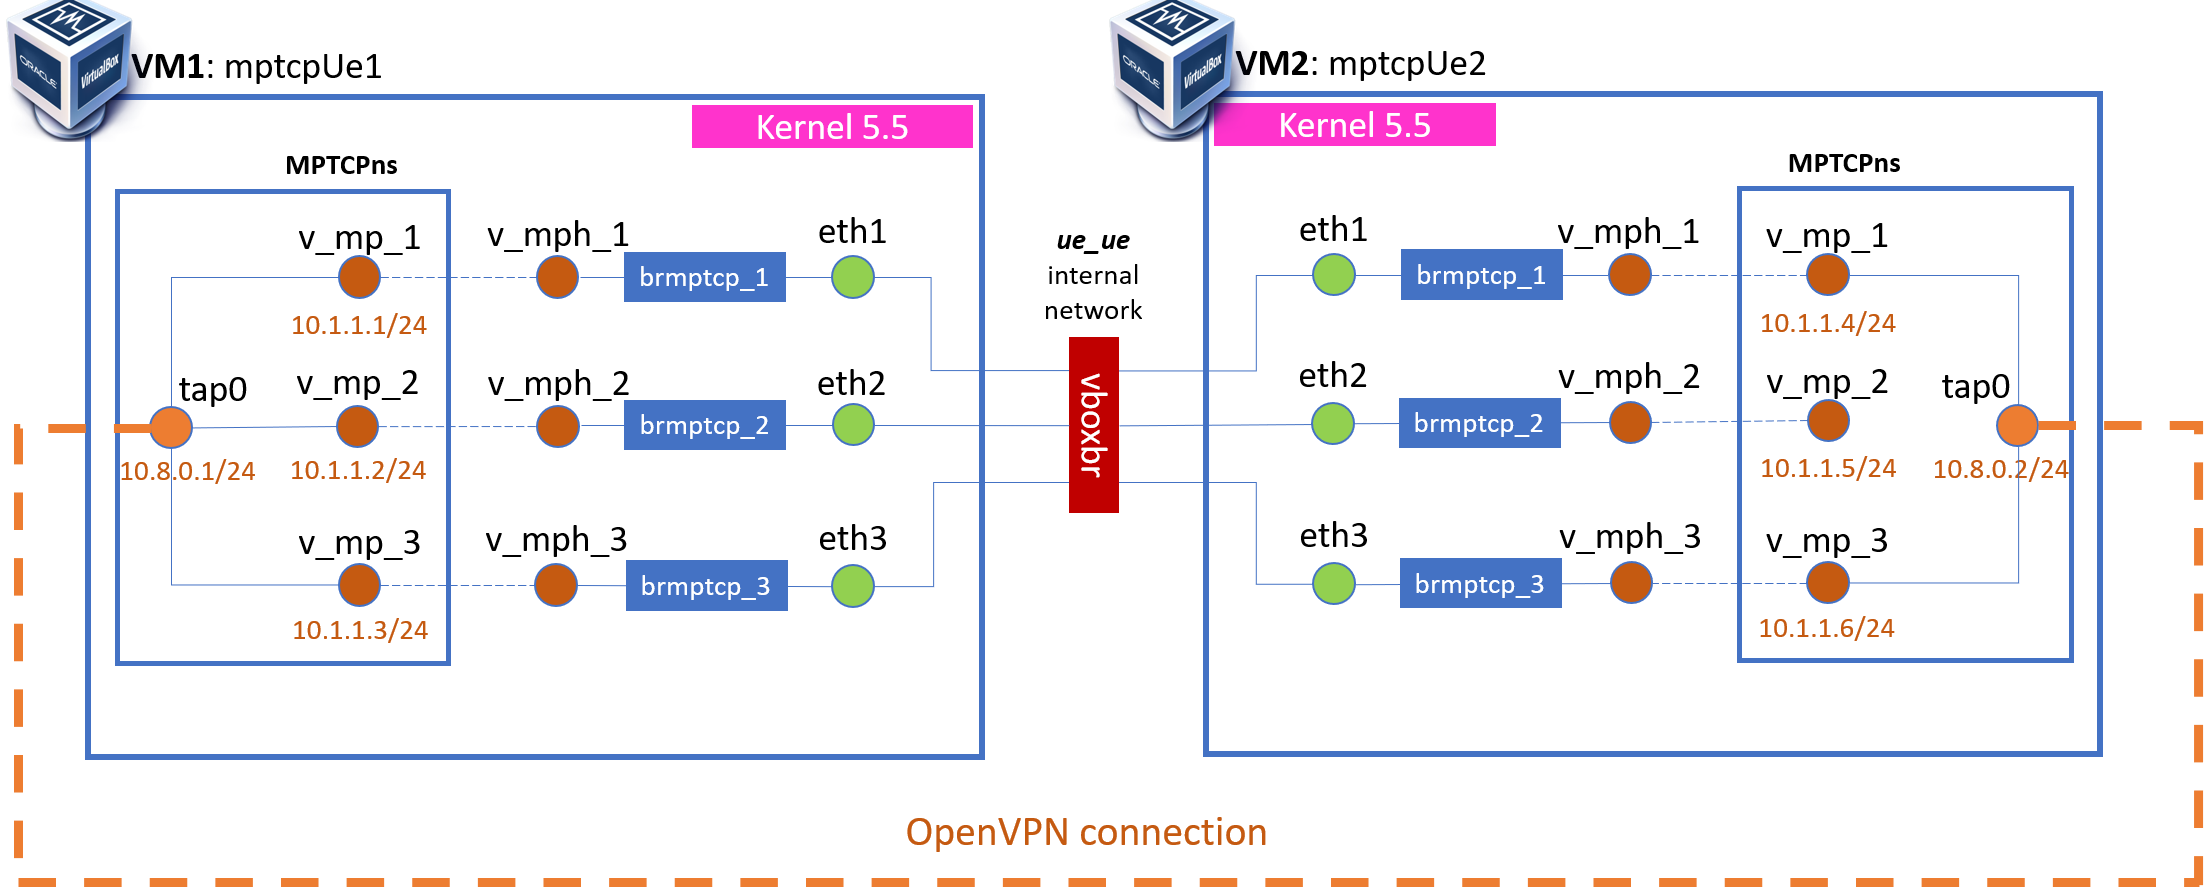 VM1: mptcpUe1
ORACLE
VirtualBox
Kernel 5.5
MPTCPns
v_mp_1
v_mph_1
eth1
brmptcp_1
10.1.1.1/24
tap0
v_mp_2
v_mph_2
eth2
brmptcp_2
10.8.0.1/24
10.1.1.2/24
v_mp_3
v_mph_3
eth3
brmptcp_3
10.1.1.3/24
ue_ue
internal
network
vboxbr
VM2: mptcpUe2
ORACLE
VirtualBox
Kernel 5.5
MPTCPns
eth1
v_mph_1
v_mp_1
brmptcp_1
10.1.1.4/24
eth2
v_mph_2
v_mp_2
tap0
brmptcp_2
10.1.1.5/24
10.8.0.2/24
eth3
v_mph_3
v_mp_3
brmptcp_3
10.1.1.6/24
OpenVPN connection